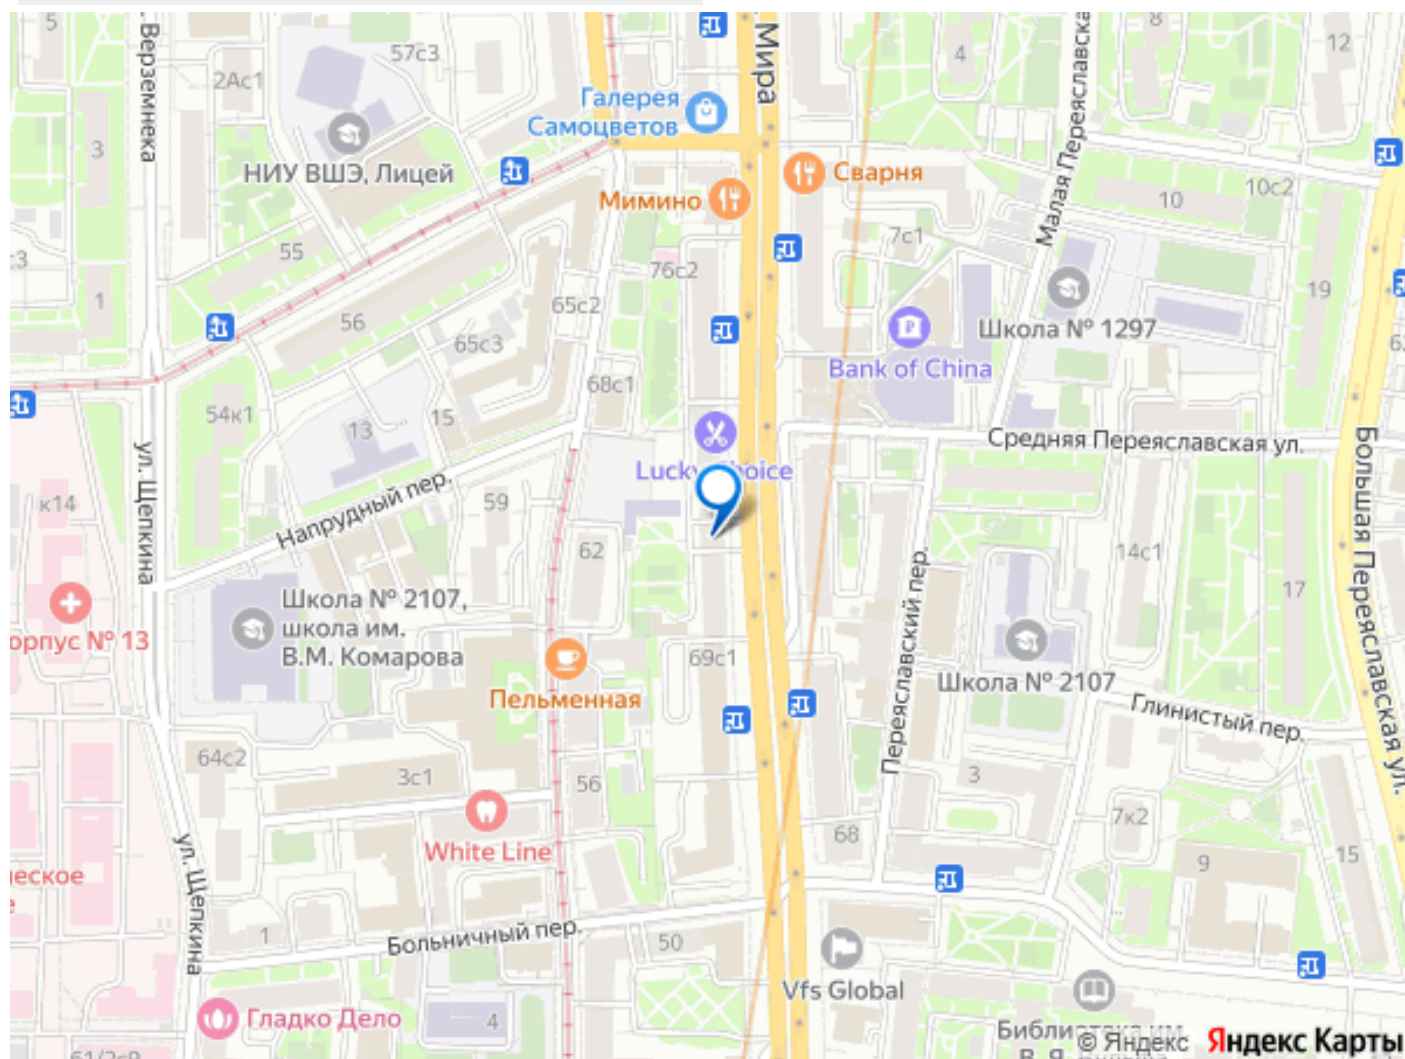 5
ул. Верземнека
57с3
2Ас1
Мира
4
8
12
Малая Переяславская
Галерея
Самоцветов
НИУ ВШЭ, Лицей
3
Мимино
Сварня
10
10с2
55
76с2
7с1
1
56
65с2
65с3
Школа № 1297
19
Bank of China
54к1
68с1
13
15
Lucky Choice
Средняя Переяславская ул.
ул. Щепкина
Напрудный пер.
к14
59
62
14с1
17
Большая Переяславская ул.
Переяславский пер.
Школа № 2107,
школа им.
В.М. Комарова
орпус № 13
69с1
Пельменная
Школа № 2107
Глинистый пер.
64с2
3с1
56
3
7к2
68
9
15
White Line
ул. Щепкина
ческое
1
Больничный пер.
50
Vfs Global
Гладко Дело
4
© Яндекс
Яндекс Карты